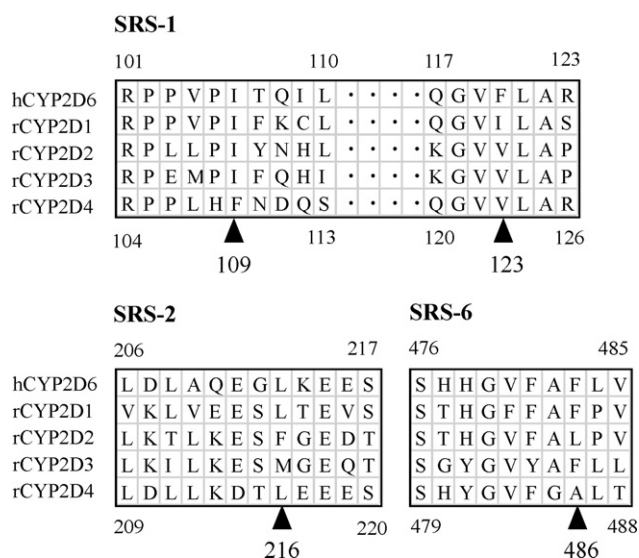 SRS-1
101 110 117 123
hCYP2D6 R P P V P I T Q I L · · · · Q G V F L A R
rCYP2D1 R P P V P I F K C L · · · · Q G V I L A S
rCYP2D2 R P L L P I Y N H L · · · · K G V V L A P
rCYP2D3 R P E M P I F Q H I · · · · K G V V L A P
rCYP2D4 R P P L H F N D Q S · · · · Q G V V L A R
104 113 120 126
109 123
SRS-2
206 217
hCYP2D6 L D L A Q E G L K E E S
rCYP2D1 V K L V E E S L T E V S
rCYP2D2 L K T L K E S F G E D T
rCYP2D3 L K I L K E S M G E Q T
rCYP2D4 L D L L K D T L E E E S
209 220
216
SRS-6
476 485
S H H G V F A F L V
S T H G F F A F P V
S T H G V F A L P V
S G Y G V Y A F L L
S H Y G V F G A L T
479 488
486